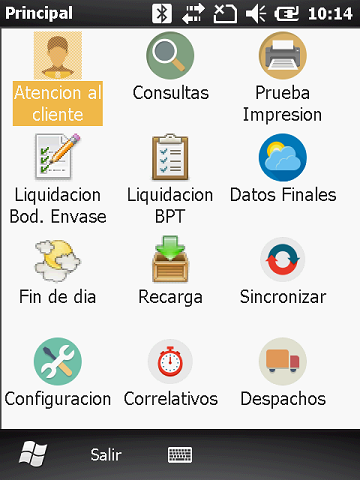 Principal 10:14
Atencion al cliente
Consultas
Prueba Impresion
Liquidacion Bod. Envase
Liquidacion BPT
Datos Finales
Fin de dia
Recarga
Sincronizar
Configuracion
Correlativos
Despachos
Salir